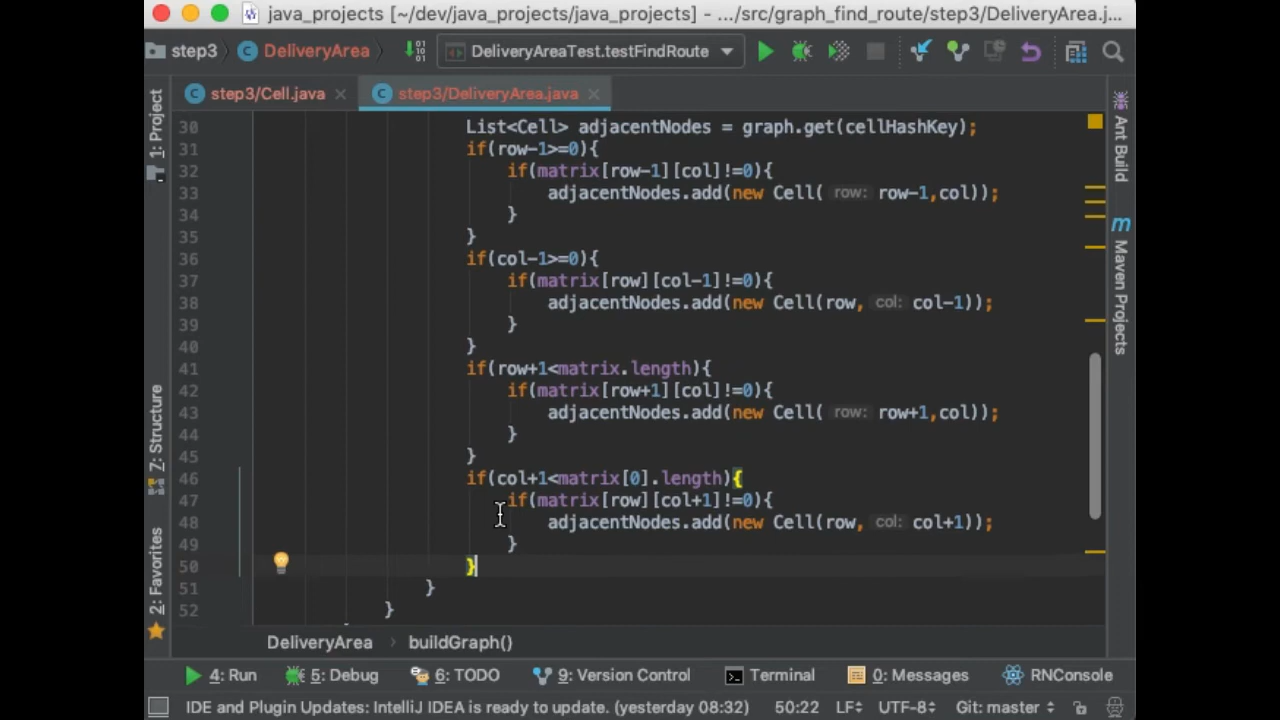 java_projects [~/dev/java_projects/java_projects] - .../src/graph_find_route/step3/DeliveryArea.j...
step3 DeliveryArea DeliveryAreaTest.testFindRoute
step3/Cell.java step3/DeliveryArea.java
30 List<Cell> adjacentNodes = graph.get(cellHashKey);
31 if(row-1>=0){
32 if(matrix[row-1][col]!=0){
33 adjacentNodes.add(new Cell( row: row-1,col));
34 }
35 }
36 if(col-1>=0){
37 if(matrix[row][col-1]!=0){
38 adjacentNodes.add(new Cell(row, col: col-1));
39 }
40 }
41 if(row+1<matrix.length){
42 if(matrix[row+1][col]!=0){
43 adjacentNodes.add(new Cell( row: row+1,col));
44 }
45 }
46 if(col+1<matrix[0].length){
47 if(matrix[row][col+1]!=0){
48 adjacentNodes.add(new Cell(row, col: col+1));
49 }
50 }
51 }
52 }
DeliveryArea buildGraph()
1: Project
7: Structure
2: Favorites
Ant Build
m
Maven Projects
4: Run 5: Debug 6: TODO 9: Version Control Terminal 0: Messages RNConsole
IDE and Plugin Updates: IntelliJ IDEA is ready to update. (yesterday 08:32) 50:22 LF UTF-8 Git: master